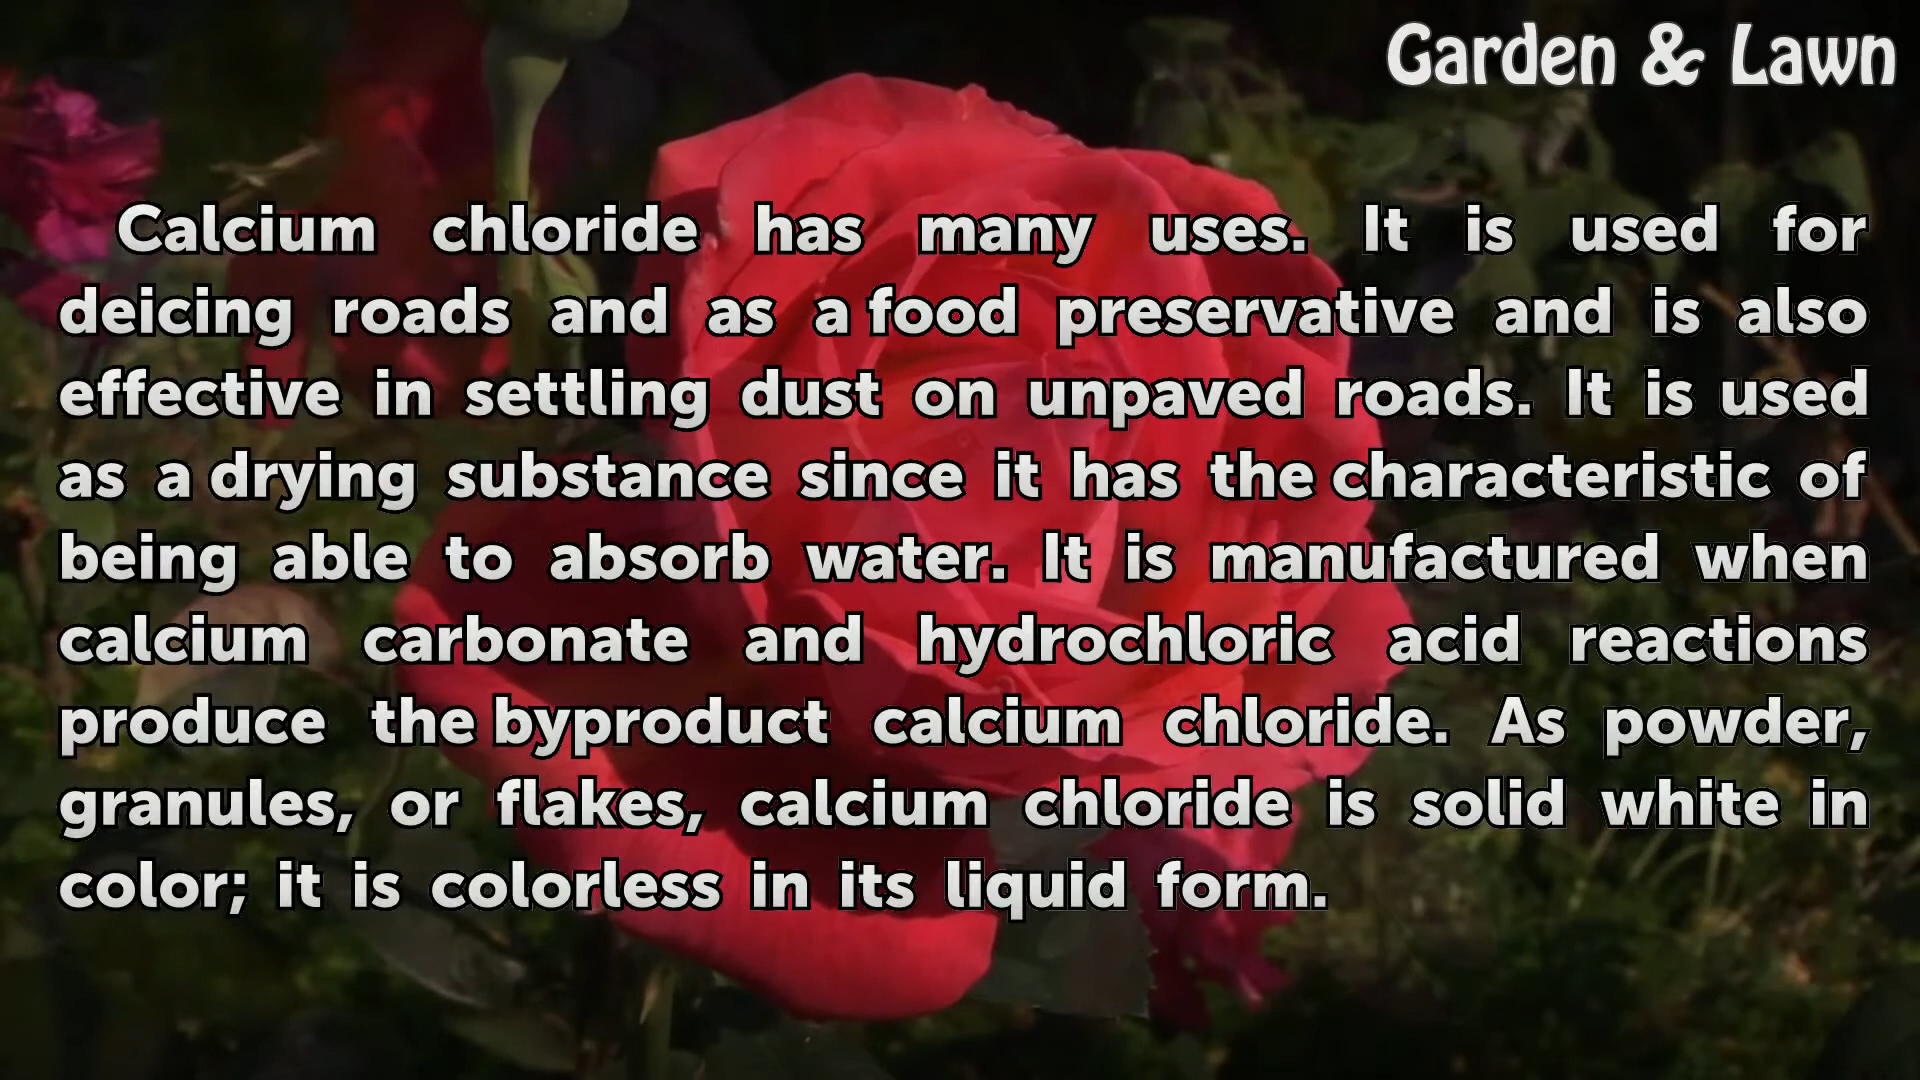 Garden & Lawn
Calcium chloride has many uses. It is used for
deicing roads and as a food preservative and is also
effective in settling dust on unpaved roads. It is used
as a drying substance since it has the characteristic of
being able to absorb water. It is manufactured when
calcium carbonate and hydrochloric acid reactions
produce the byproduct calcium chloride. As powder,
granules, or flakes, calcium chloride is solid white in
color; it is colorless in its liquid form.